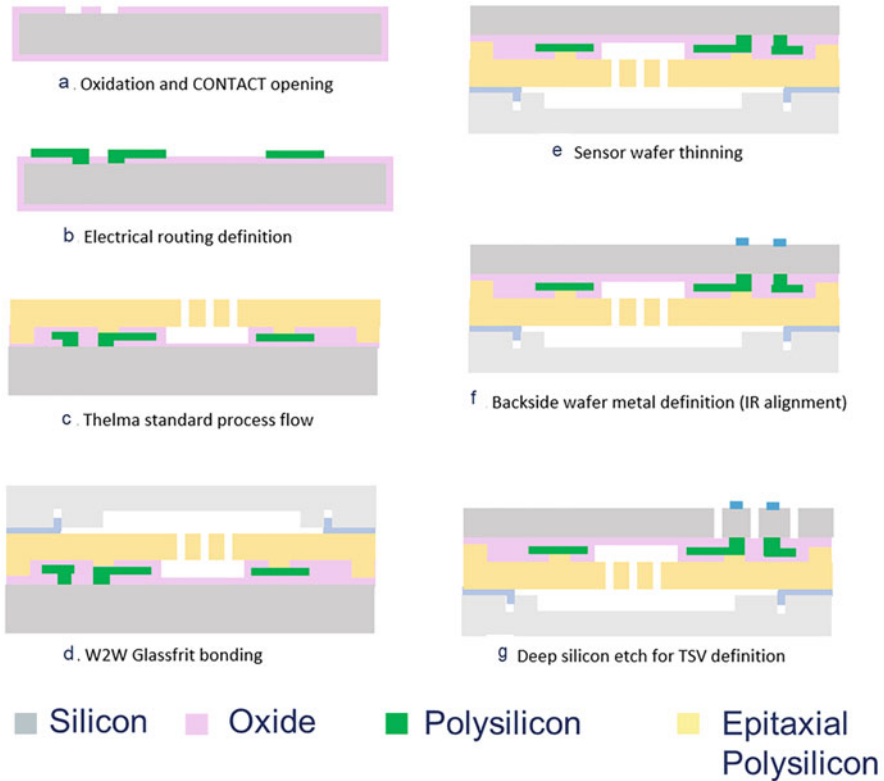 a. Oxidation and CONTACT opening
b. Electrical routing definition
c. Thelma standard process flow
d. W2W Glassfrit bonding
e Sensor wafer thinning
f. Backside wafer metal definition (IR alignment)
g Deep silicon etch for TSV definition
Silicon
Oxide
Polysilicon
Epitaxial
Polysilicon